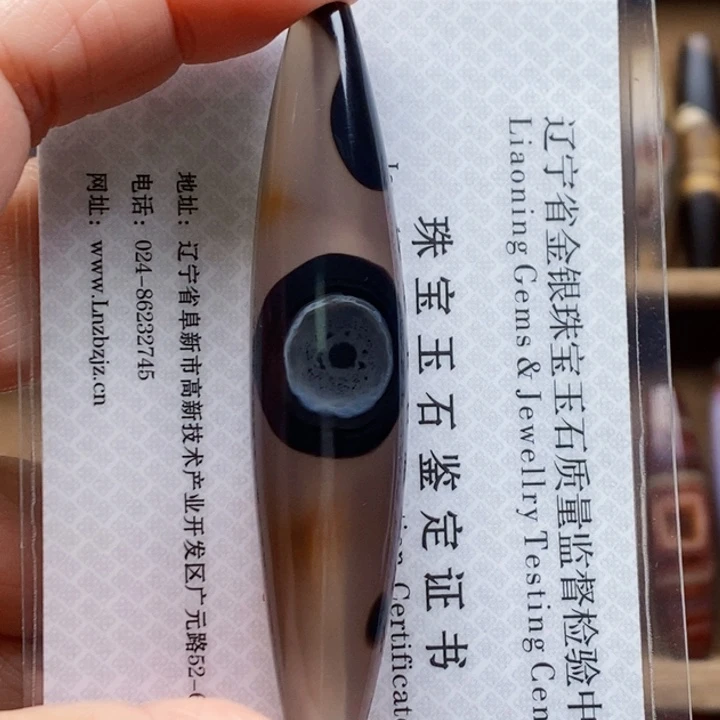 辽宁省金银珠宝玉石质量监督检验中
Liaoning Gems & Jewellry Testing Cen
珠宝玉石鉴定证书
Certificate
地址：辽宁省阜新市高新技术产业开发区广元路52-
电话：024-86232745
网址：www.Lnzbzjz.cn